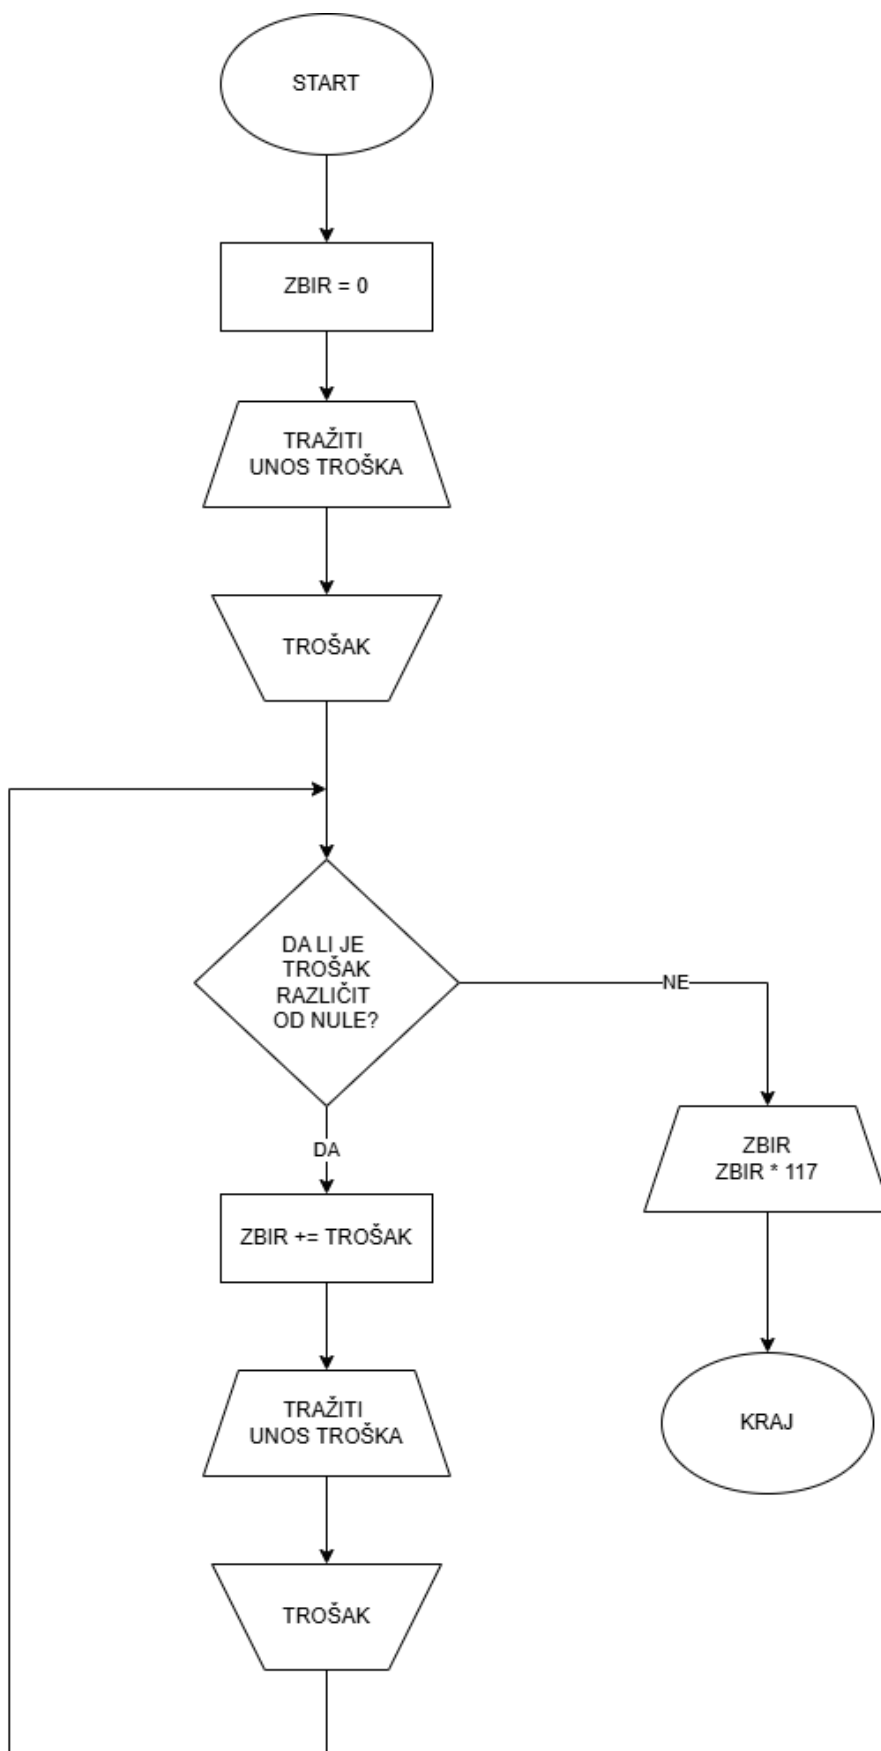 START
ZBIR = 0
TRAŽITI
UNOS TROŠKA
TROŠAK
DA LI JE
TROŠAK
RAZLIČIT
OD NULE?
NE
DA
ZBIR
ZBIR * 117
ZBIR += TROŠAK
TRAŽITI
UNOS TROŠKA
KRAJ
TROŠAK